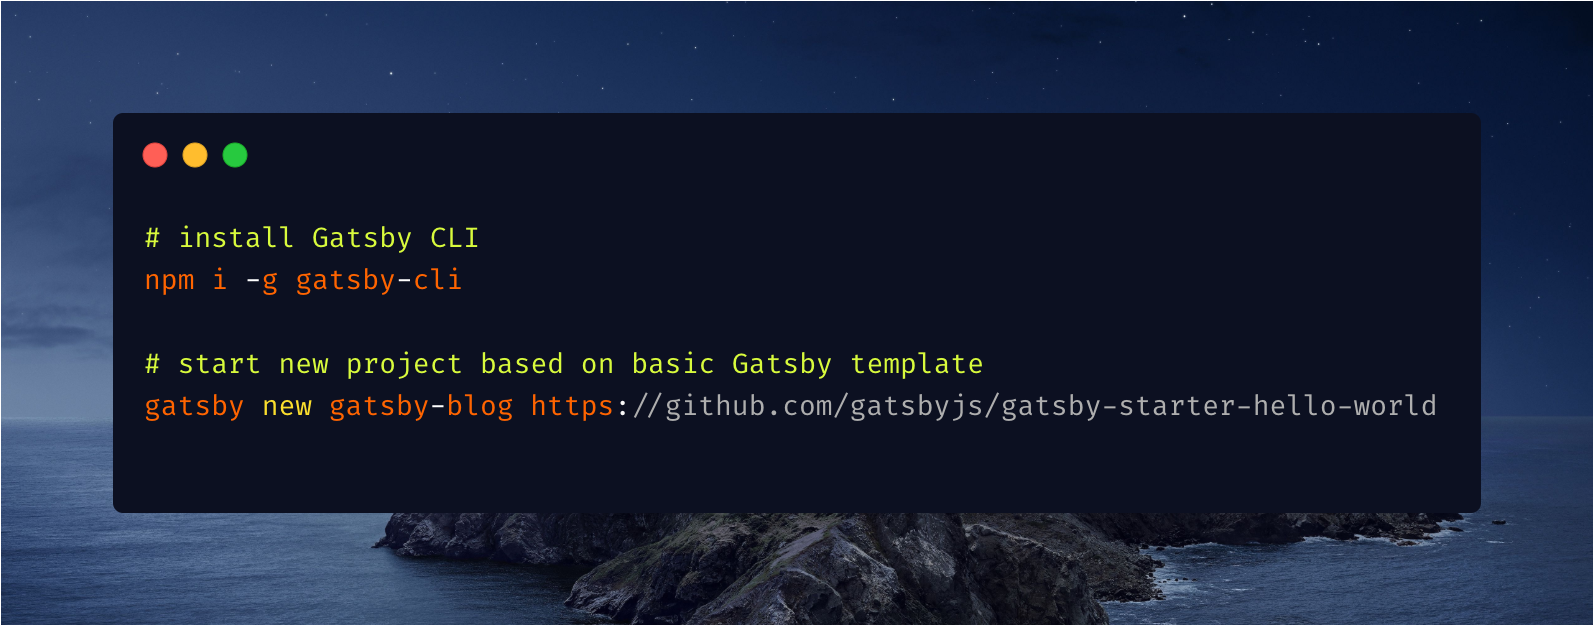 # install Gatsby CLI
npm i -g gatsby-cli
# start new project based on basic Gatsby template
gatsby new gatsby-blog https://github.com/gatsbyjs/gatsby-starter-hello-world